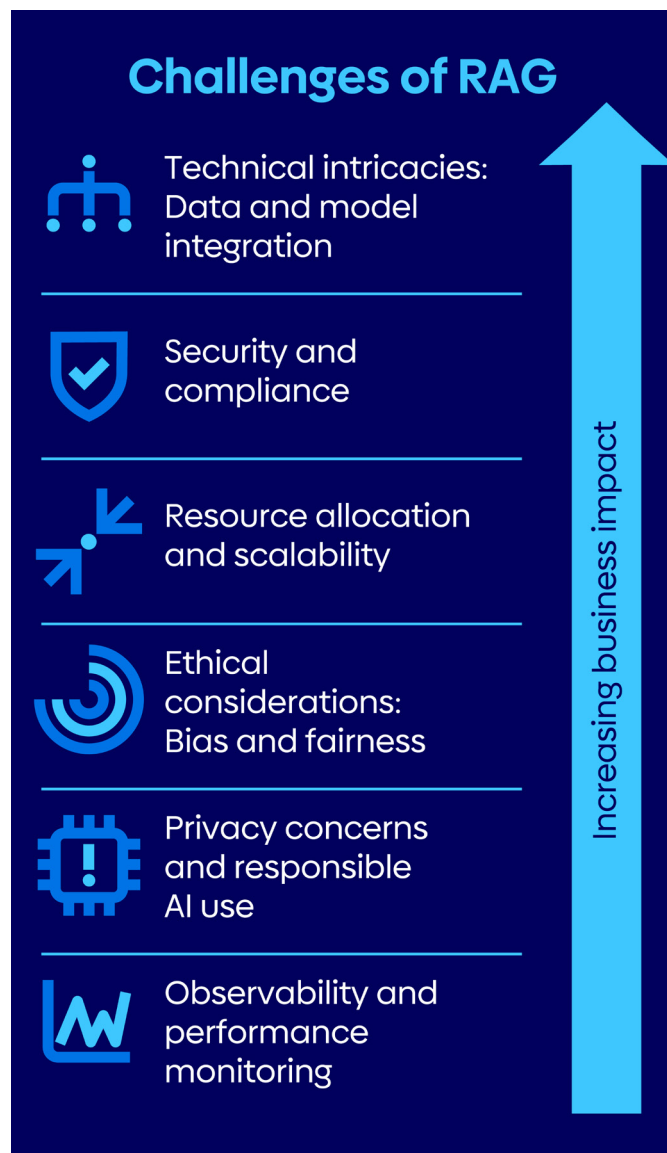 Challenges of RAG
Technical intricacies:
Data and model
integration
Security and
compliance
Resource allocation
and scalability
Ethical
considerations:
Bias and fairness
Privacy concerns
and responsible
AI use
Observability and
performance
monitoring
Increasing business impact